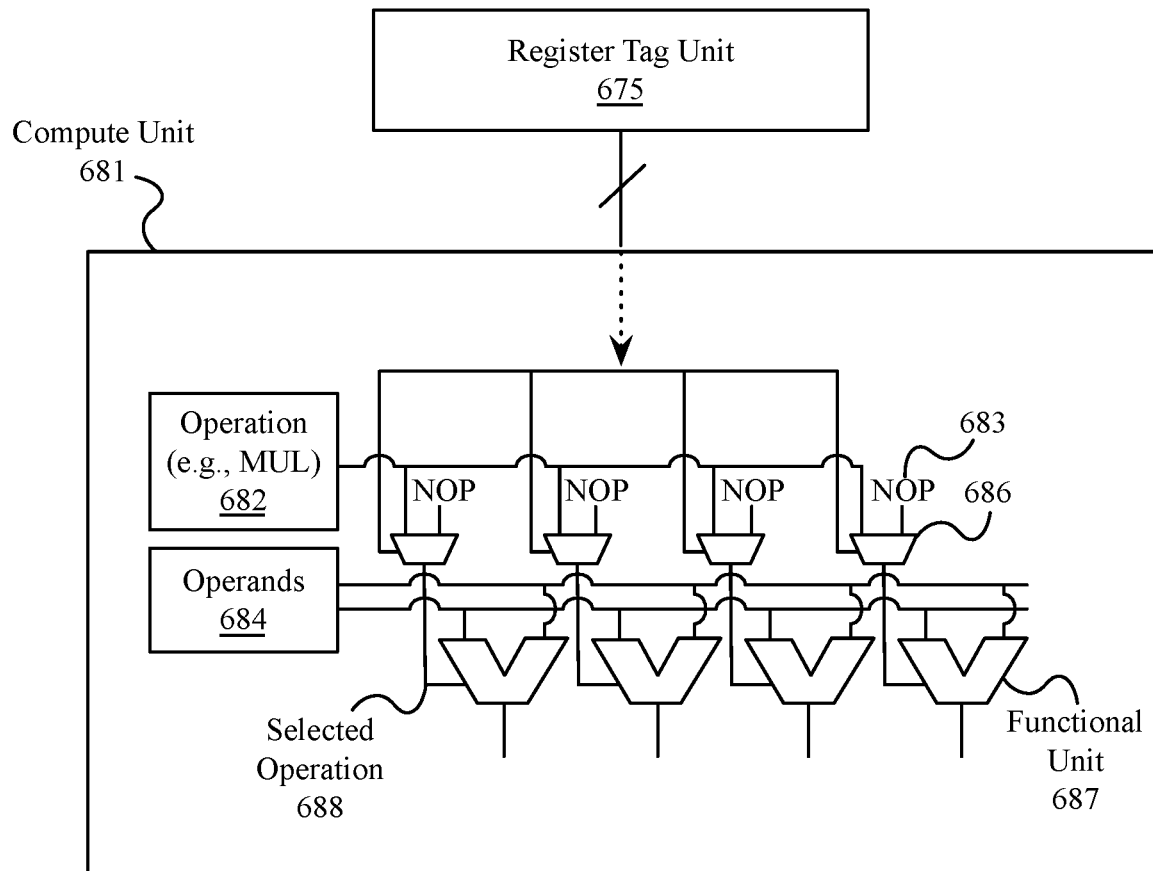 Register Tag Unit
675
Compute Unit
681
Operation
(e.g., MUL)
682
683
NOP NOP NOP NOP
686
Operands
684
Selected
Operation
688
Functional
Unit
687